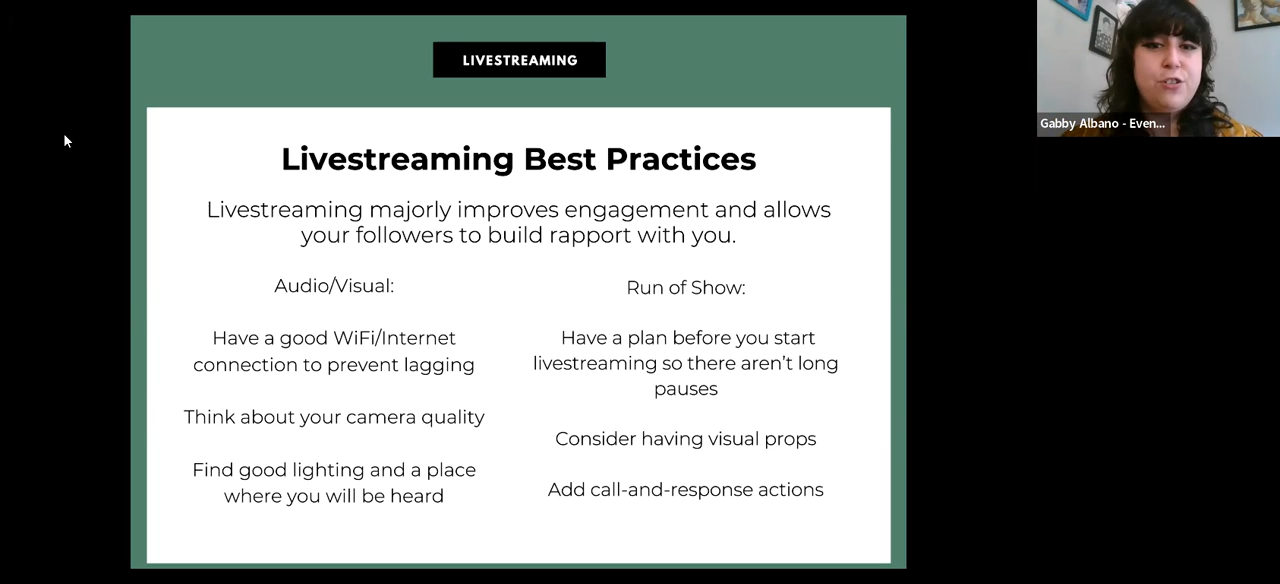 LIVESTREAMING
Livestreaming Best Practices
Livestreaming majorly improves engagement and allows
your followers to build rapport with you.
Audio/Visual:
Have a good WiFi/Internet
connection to prevent lagging
Think about your camera quality
Find good lighting and a place
where you will be heard
Run of Show:
Have a plan before you start
livestreaming so there aren't long
pauses
Consider having visual props
Add call-and-response actions
Gabby Albano - Even...